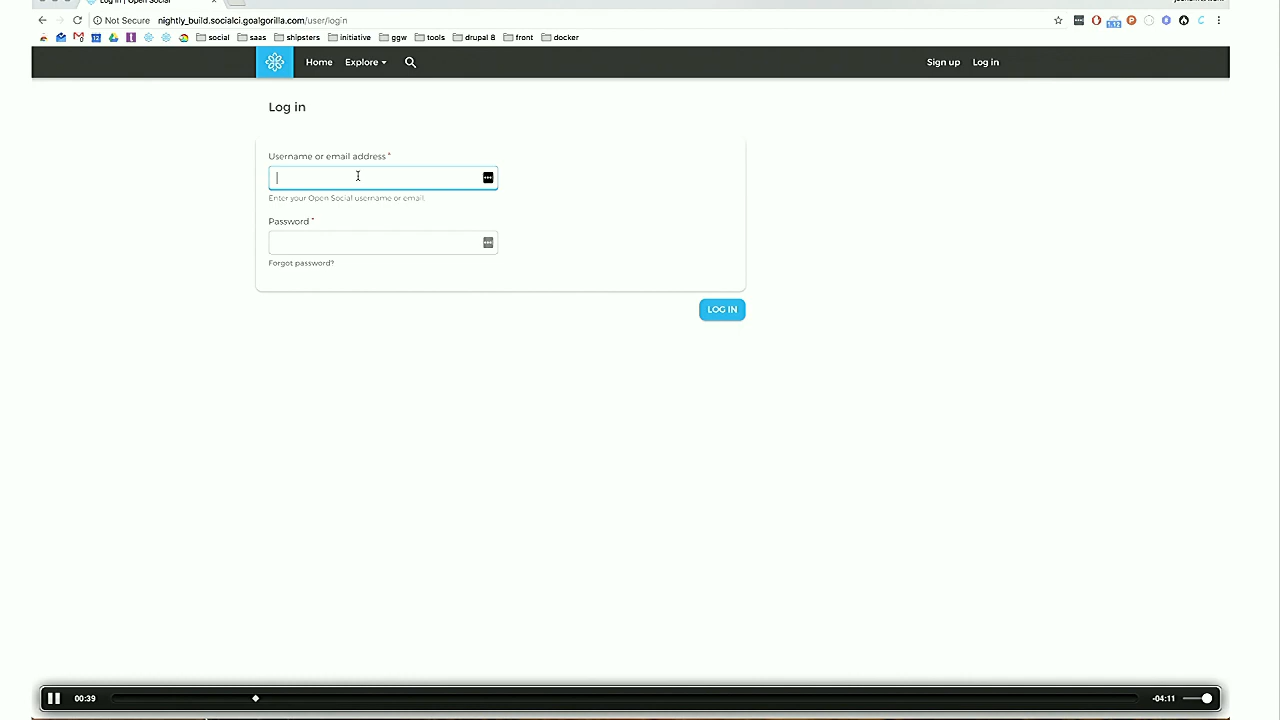 Log in | Open Social
Not Secure nightly_build.socialci.goalgorilla.com/user/login
social saas shipsters initiative ggw tools drupal 8 front docker
Home Explore Sign up Log in
Log in
Username or email address *
Enter your Open Social username or email.
Password *
Forgot password?
LOG IN
00:39 -04:11